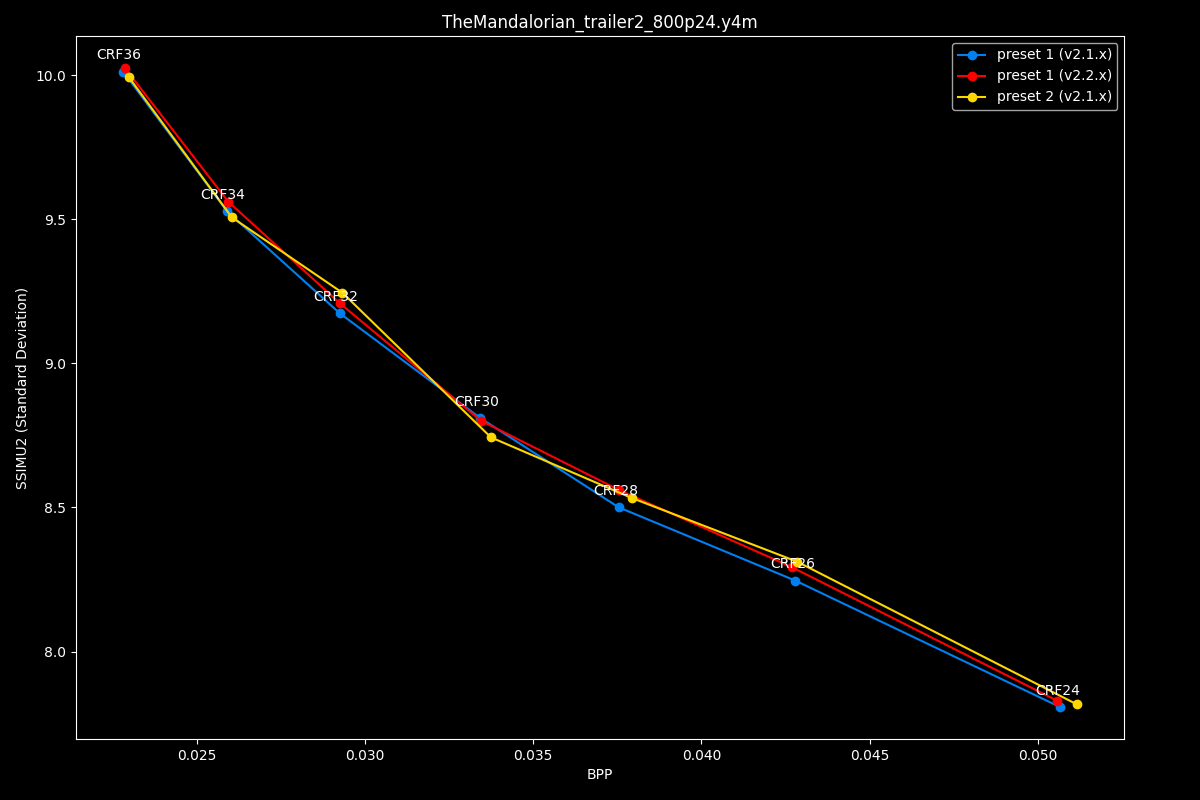 TheMandalorian_trailer2_800p24.y4m
preset 1 (v2.1.x)
preset 1 (v2.2.x)
preset 2 (v2.1.x)
CRF36
CRF34
CRF32
CRF30
CRF28
CRF26
CRF24
10.0
9.5
9.0
8.5
8.0
SSIMU2 (Standard Deviation)
0.025 0.030 0.035 0.040 0.045 0.050
BPP